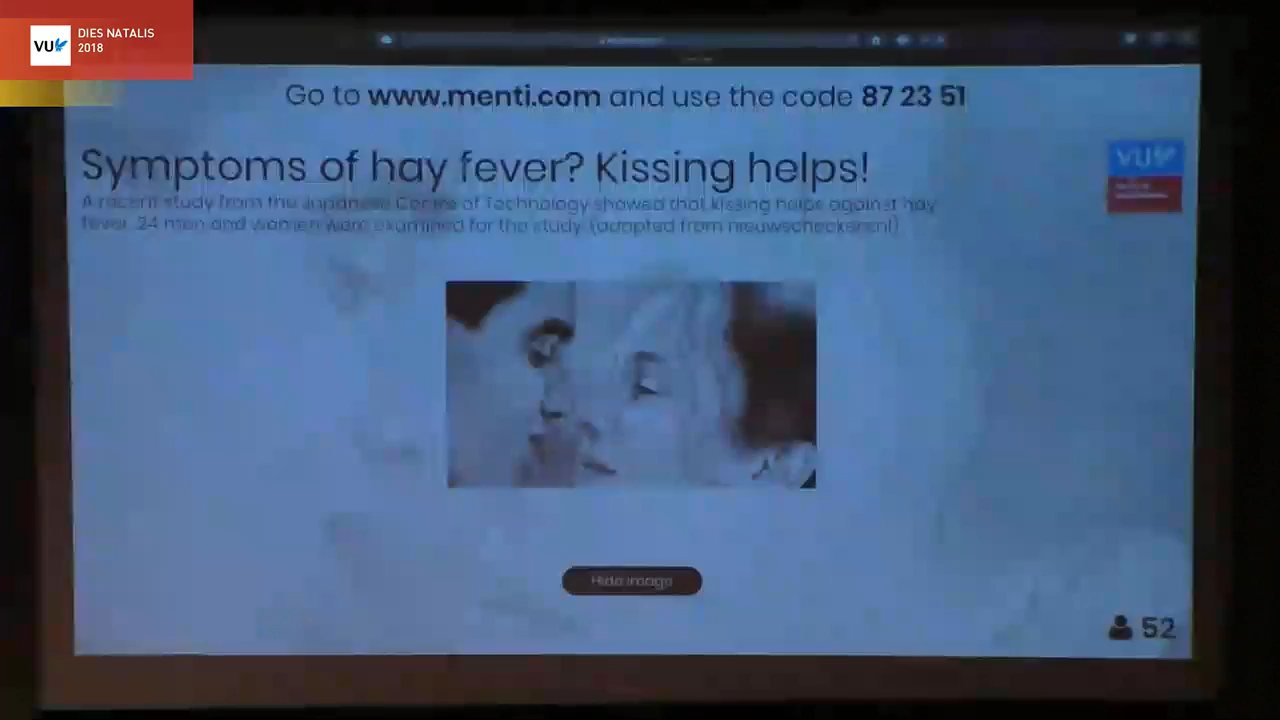 VU
DIES NATALIS
2018
Go to www.menti.com and use the code 87 23 51
Symptoms of hay fever? Kissing helps!
VU
A recent study from the Japanese Centre of Technology showed that kissing helps against hay
fever. 24 men and women were examined for the study. (adapted from nieuwscheckers.nl)
Hide image
52